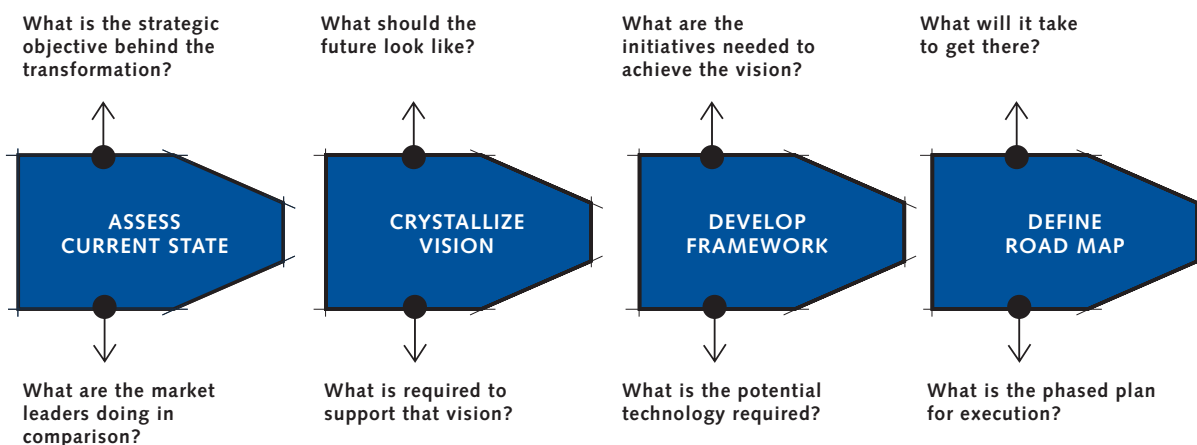 What is the strategic
objective behind the
transformation?
What should the
future look like?
What are the
initiatives needed to
achieve the vision?
What will it take
to get there?
ASSESS
CURRENT STATE
CRYSTALLIZE
VISION
DEVELOP
FRAMEWORK
DEFINE
ROAD MAP
What are the market
leaders doing in
comparison?
What is required to
support that vision?
What is the potential
technology required?
What is the phased plan
for execution?